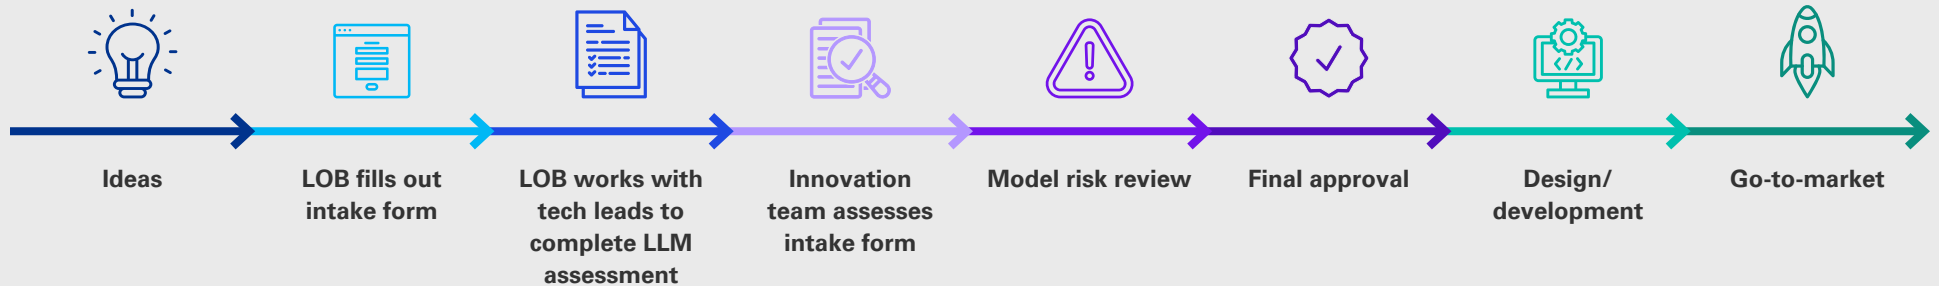 Ideas
LOB fills out
intake form
LOB works with
tech leads to
complete LLM
assessment
Innovation
team assesses
intake form
Model risk review
Final approval
Design/
development
Go-to-market